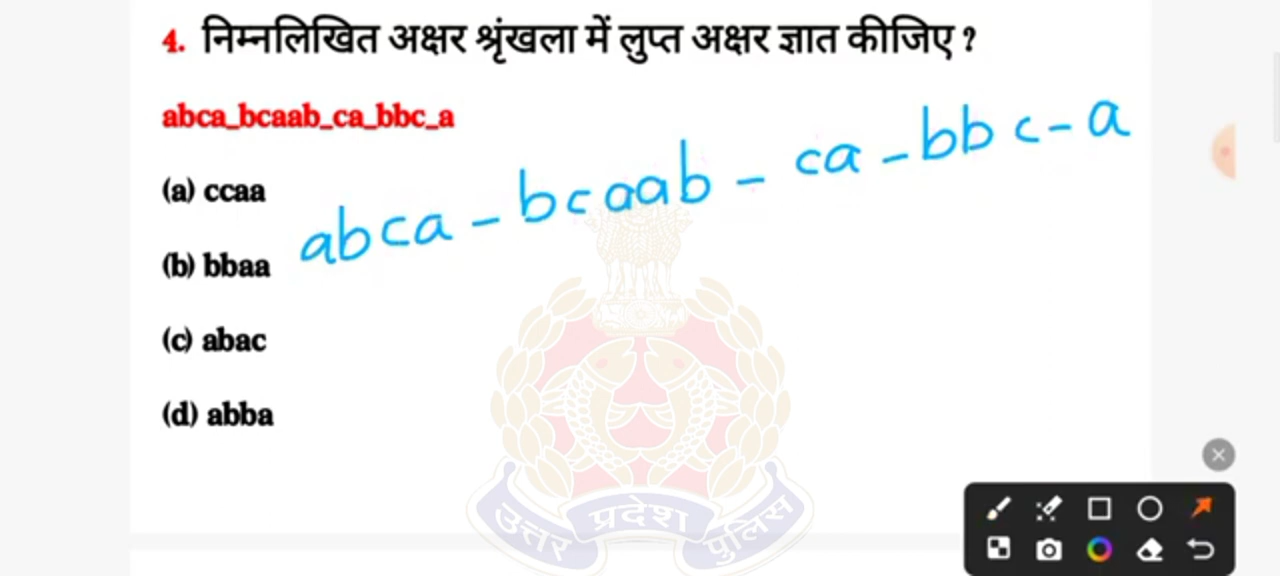 4. निम्नलिखित अक्षर श्रृंखला में लुप्त अक्षर ज्ञात कीजिए ?
abca_bcaab_ca_bbc_a
abca - bcaab - ca - bbc - a
(a) ccaa
(b) bbaa
(c) abac
(d) abba
उत्तर प्रदेश पुलिस